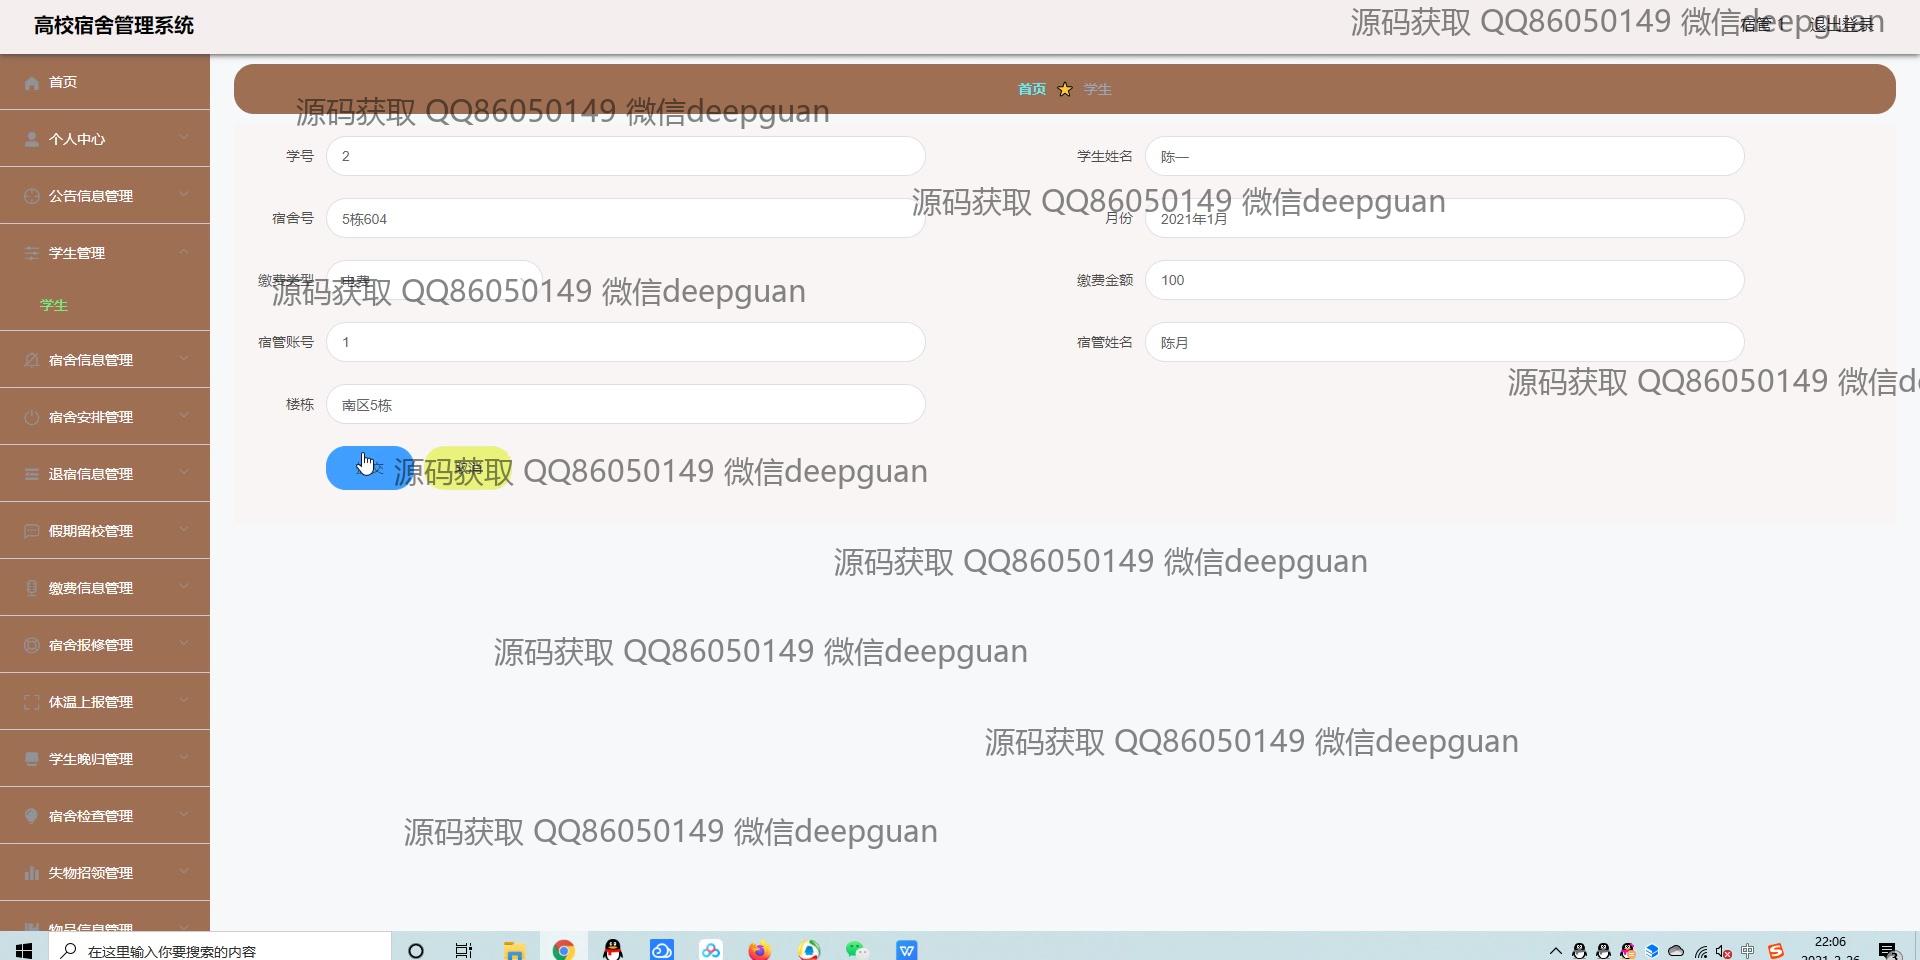 高校宿舍管理系统
源码获取 QQ86050149 微信deepguan
退出登录
首页
个人中心
公告信息管理
学生管理
学生
宿舍信息管理
宿舍安排管理
退宿信息管理
假期留校管理
缴费信息管理
宿舍报修管理
体温上报管理
学生晚归管理
宿舍检查管理
失物招领管理
物品信息管理
首页 学生
源码获取 QQ86050149 微信deepguan
学号 2 学生姓名 陈一
源码获取 QQ86050149 微信deepguan
宿舍号 5栋604 月份 2021年1月
缴费类型 电费 缴费金额 100
源码获取 QQ86050149 微信deepguan
宿管账号 1 宿管姓名 陈月
源码获取 QQ86050149 微信de
楼栋 南区5栋
取消
源码获取 QQ86050149 微信deepguan
源码获取 QQ86050149 微信deepguan
源码获取 QQ86050149 微信deepguan
源码获取 QQ86050149 微信deepguan
源码获取 QQ86050149 微信deepguan
在这里输入你要搜索的内容
中
22:06
2021-2-26